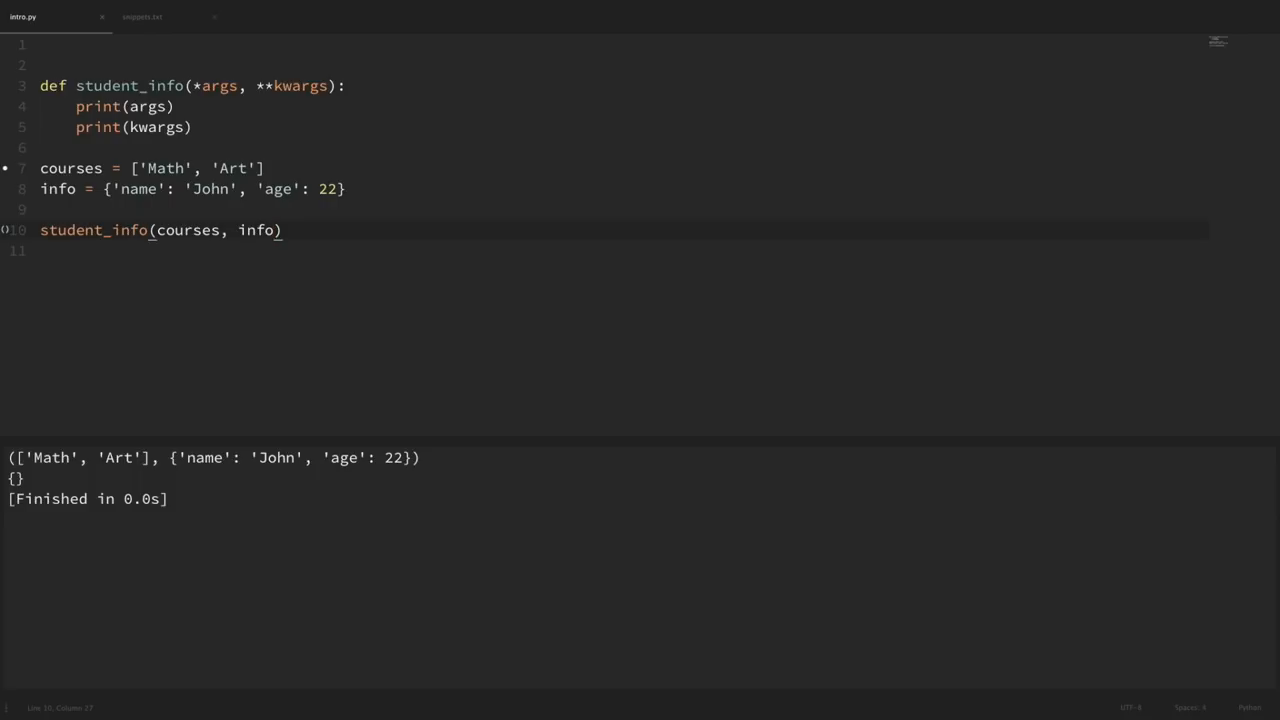 intro.py × snippets.txt ×
1
2
3 def student_info(*args, **kwargs):
4     print(args)
5     print(kwargs)
6
7 courses = ['Math', 'Art']
8 info = {'name': 'John', 'age': 22}
9
10 student_info(courses, info)
11
(['Math', 'Art'], {'name': 'John', 'age': 22})
{}
[Finished in 0.0s]
Line 10, Column 27 UTF-8 Spaces: 4 Python